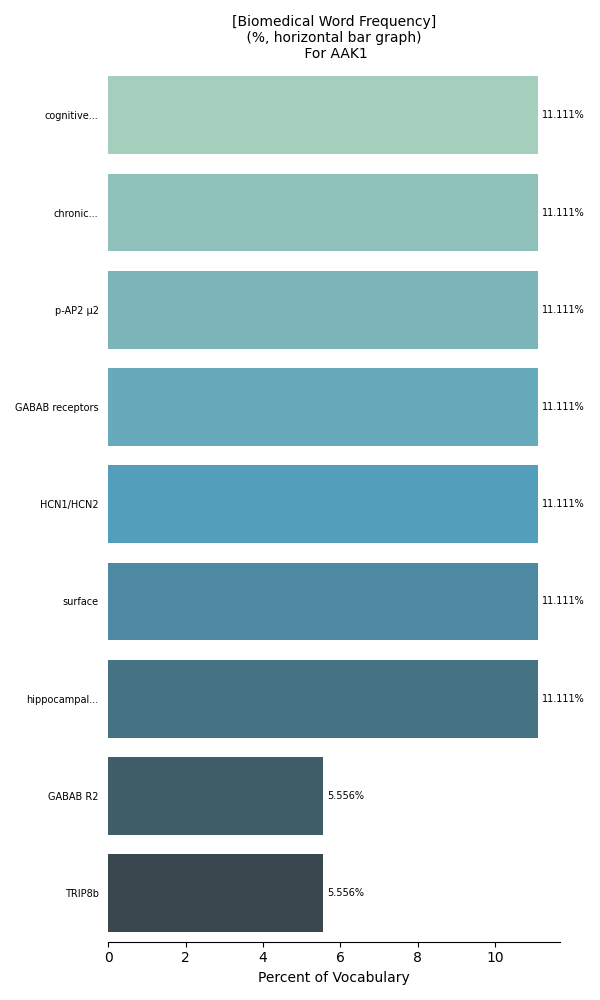 [Biomedical Word Frequency]
(%, horizontal bar graph)
For AAK1
cognitive...
11.111%
chronic...
11.111%
p-AP2 μ2
11.111%
GABAB receptors
11.111%
HCN1/HCN2
11.111%
surface
11.111%
hippocampal...
11.111%
GABAB R2
5.556%
TRIP8b
5.556%
0 2 4 6 8 10
Percent of Vocabulary